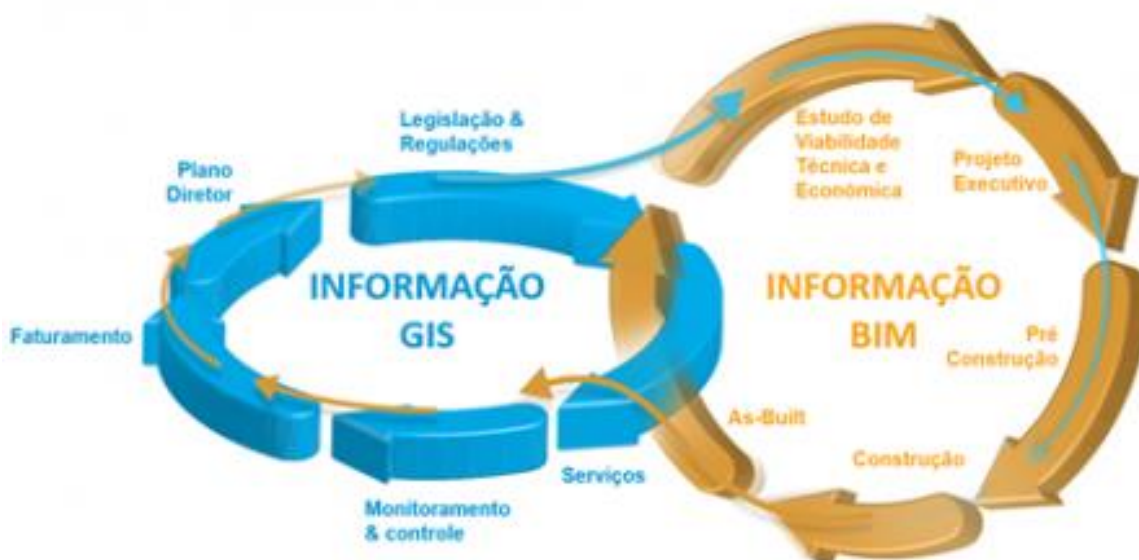 Legislação &
Regulações
Plano
Diretor
Faturamento
INFORMAÇÃO
GIS
Monitoramento
& controle
Serviços
Estudo de
Viabilidade
Técnica e
Econômica
Projeto
Executivo
INFORMAÇÃO
BIM
Pré
Construção
As-Built
Construção